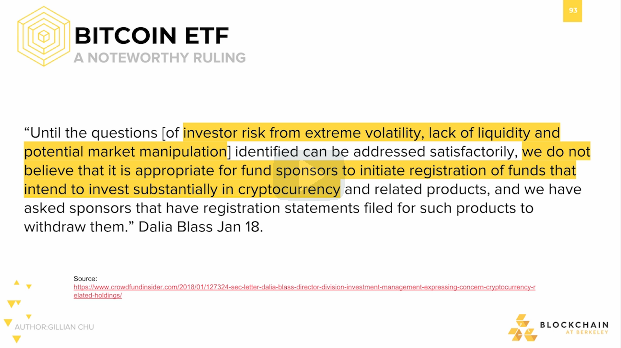 93
BITCOIN ETF
A NOTEWORTHY RULING
“Until the questions [of investor risk from extreme volatility, lack of liquidity and
potential market manipulation] identified can be addressed satisfactorily, we do not
believe that it is appropriate for fund sponsors to initiate registration of funds that
intend to invest substantially in cryptocurrency and related products, and we have
asked sponsors that have registration statements filed for such products to
withdraw them.” Dalia Blass Jan 18.
Source:
https://www.crowdfundinsider.com/2018/01/127324-sec-letter-dalia-blass-director-division-investment-management-expressing-concern-cryptocurrency-r
elated-holdings/
AUTHOR:GILLIAN CHU
BLOCKCHAIN
AT BERKELEY